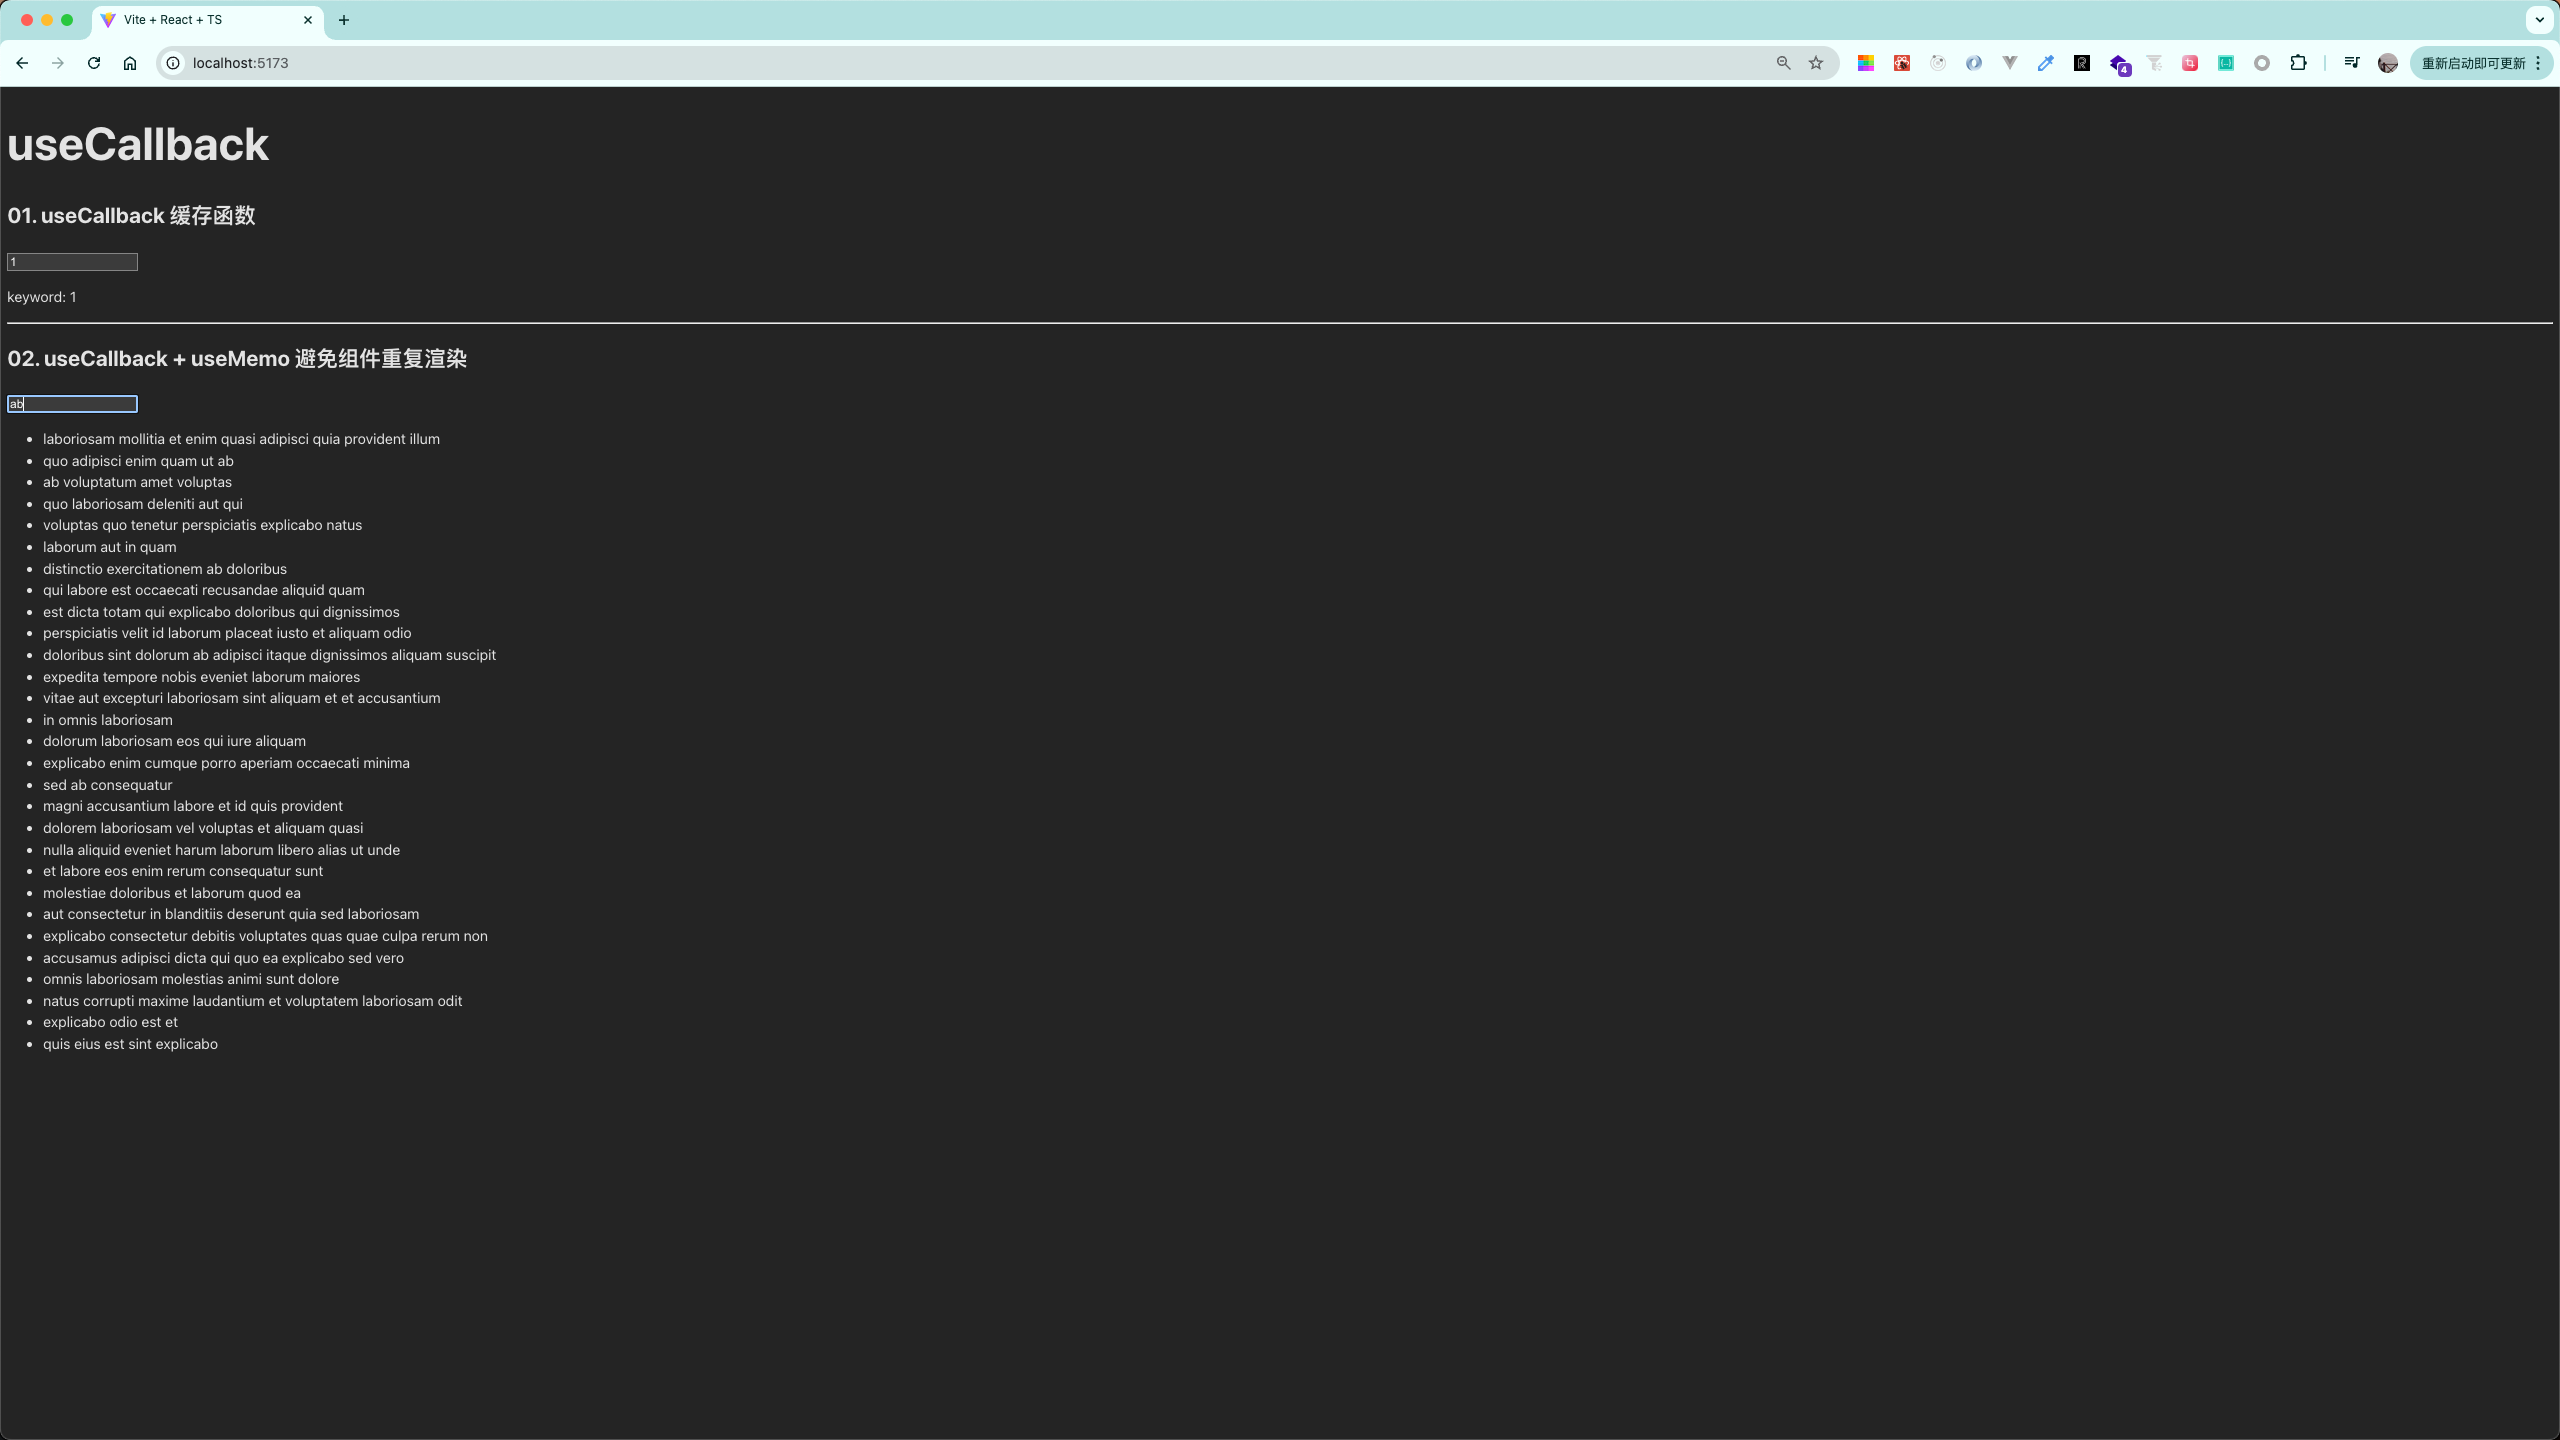 Vite + React + TS
localhost:5173
4
重新启动即可更新
useCallback
01. useCallback 缓存函数
1
keyword: 1
02. useCallback + useMemo 避免组件重复渲染
ab
laboriosam mollitia et enim quasi adipisci quia provident illum
quo adipisci enim quam ut ab
ab voluptatum amet voluptas
quo laboriosam deleniti aut qui
voluptas quo tenetur perspiciatis explicabo natus
laborum aut in quam
distinctio exercitationem ab doloribus
qui labore est occaecati recusandae aliquid quam
est dicta totam qui explicabo doloribus qui dignissimos
perspiciatis velit id laborum placeat iusto et aliquam odio
doloribus sint dolorum ab adipisci itaque dignissimos aliquam suscipit
expedita tempore nobis eveniet laborum maiores
vitae aut excepturi laboriosam sint aliquam et et accusantium
in omnis laboriosam
dolorum laboriosam eos qui iure aliquam
explicabo enim cumque porro aperiam occaecati minima
sed ab consequatur
magni accusantium labore et id quis provident
dolorem laboriosam vel voluptas et aliquam quasi
nulla aliquid eveniet harum laborum libero alias ut unde
et labore eos enim rerum consequatur sunt
molestiae doloribus et laborum quod ea
aut consectetur in blanditiis deserunt quia sed laboriosam
explicabo consectetur debitis voluptates quas quae culpa rerum non
accusamus adipisci dicta qui quo ea explicabo sed vero
omnis laboriosam molestias animi sunt dolore
natus corrupti maxime laudantium et voluptatem laboriosam odit
explicabo odio est et
quis eius est sint explicabo